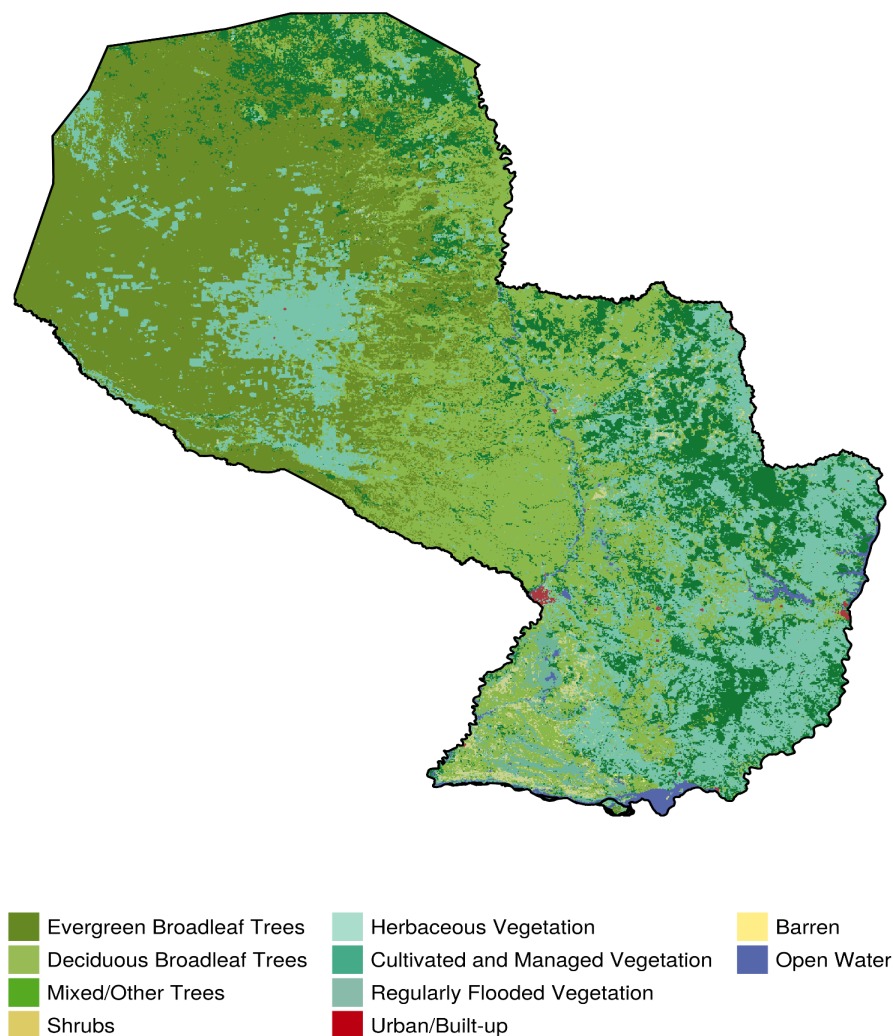 Evergreen Broadleaf Trees
Deciduous Broadleaf Trees
Mixed/Other Trees
Shrubs
Herbaceous Vegetation
Cultivated and Managed Vegetation
Regularly Flooded Vegetation
Urban/Built-up
Barren
Open Water